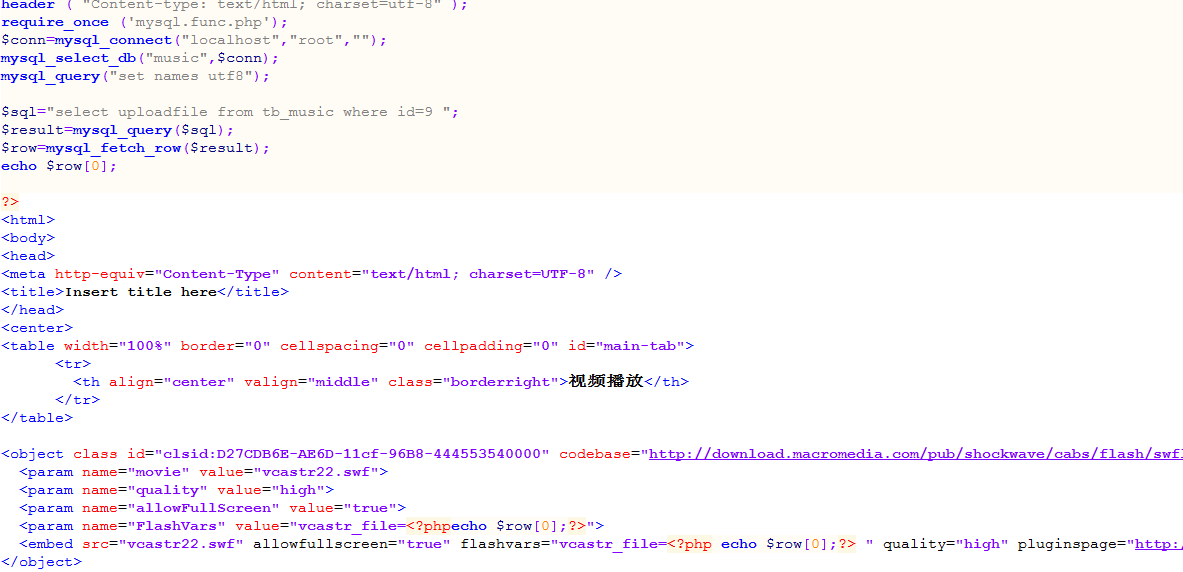 header ( "Content-type: text/html; charset=utf-8" );
require_once ('mysql.func.php');
$conn=mysql_connect("localhost","root","");
mysql_select_db("music",$conn);
mysql_query("set names utf8");
$sql="select uploadfile from tb_music where id=9 ";
$result=mysql_query($sql);
$row=mysql_fetch_row($result);
echo $row[0];
?>
<html>
<body>
<head>
<meta http-equiv="Content-Type" content="text/html; charset=UTF-8" />
<title>Insert title here</title>
</head>
<center>
<table width="100%" border="0" cellspacing="0" cellpadding="0" id="main-tab">
<tr>
<th align="center" valign="middle" class="borderright">视频播放</th>
</tr>
</table>
<object class id="clsid:D27CDB6E-AE6D-11cf-96B8-444553540000" codebase="http://download.macromedia.com/pub/shockwave/cabs/flash/swfl
<param name="movie" value="vcastr22.swf">
<param name="quality" value="high">
<param name="allowFullScreen" value="true">
<param name="FlashVars" value="vcastr_file=<?phpecho $row[0];?>">
<embed src="vcastr22.swf" allowfullscreen="true" flashvars="vcastr_file=<?php echo $row[0];?> " quality="high" pluginspage="http:
</object>